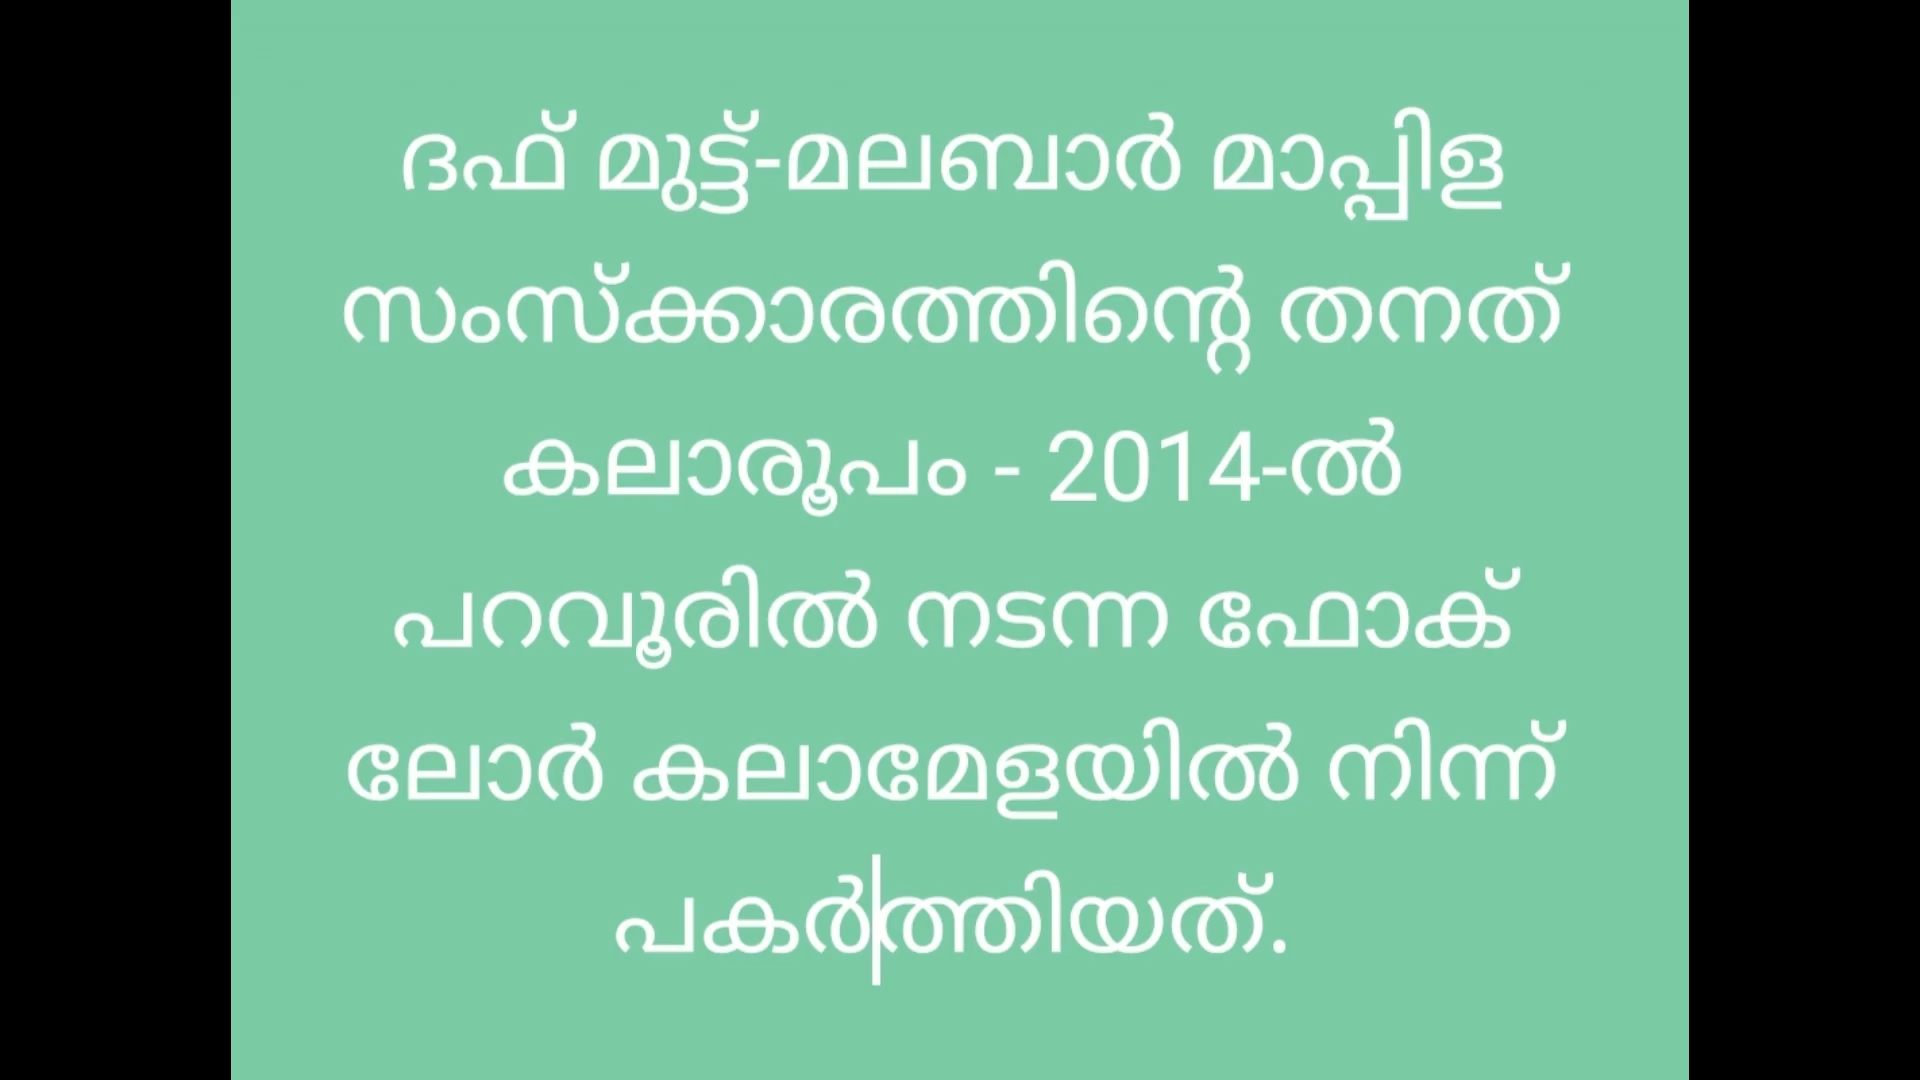 ദഫ് മുട്ട്-മലബാർ മാപ്പിള
സംസ്ക്കാരത്തിന്റെ തനത്
കലാരൂപം - 2014-ൽ
പറവൂരിൽ നടന്ന ഫോക്
ലോർ കലാമേളയിൽ നിന്ന്
പകർത്തിയത്.